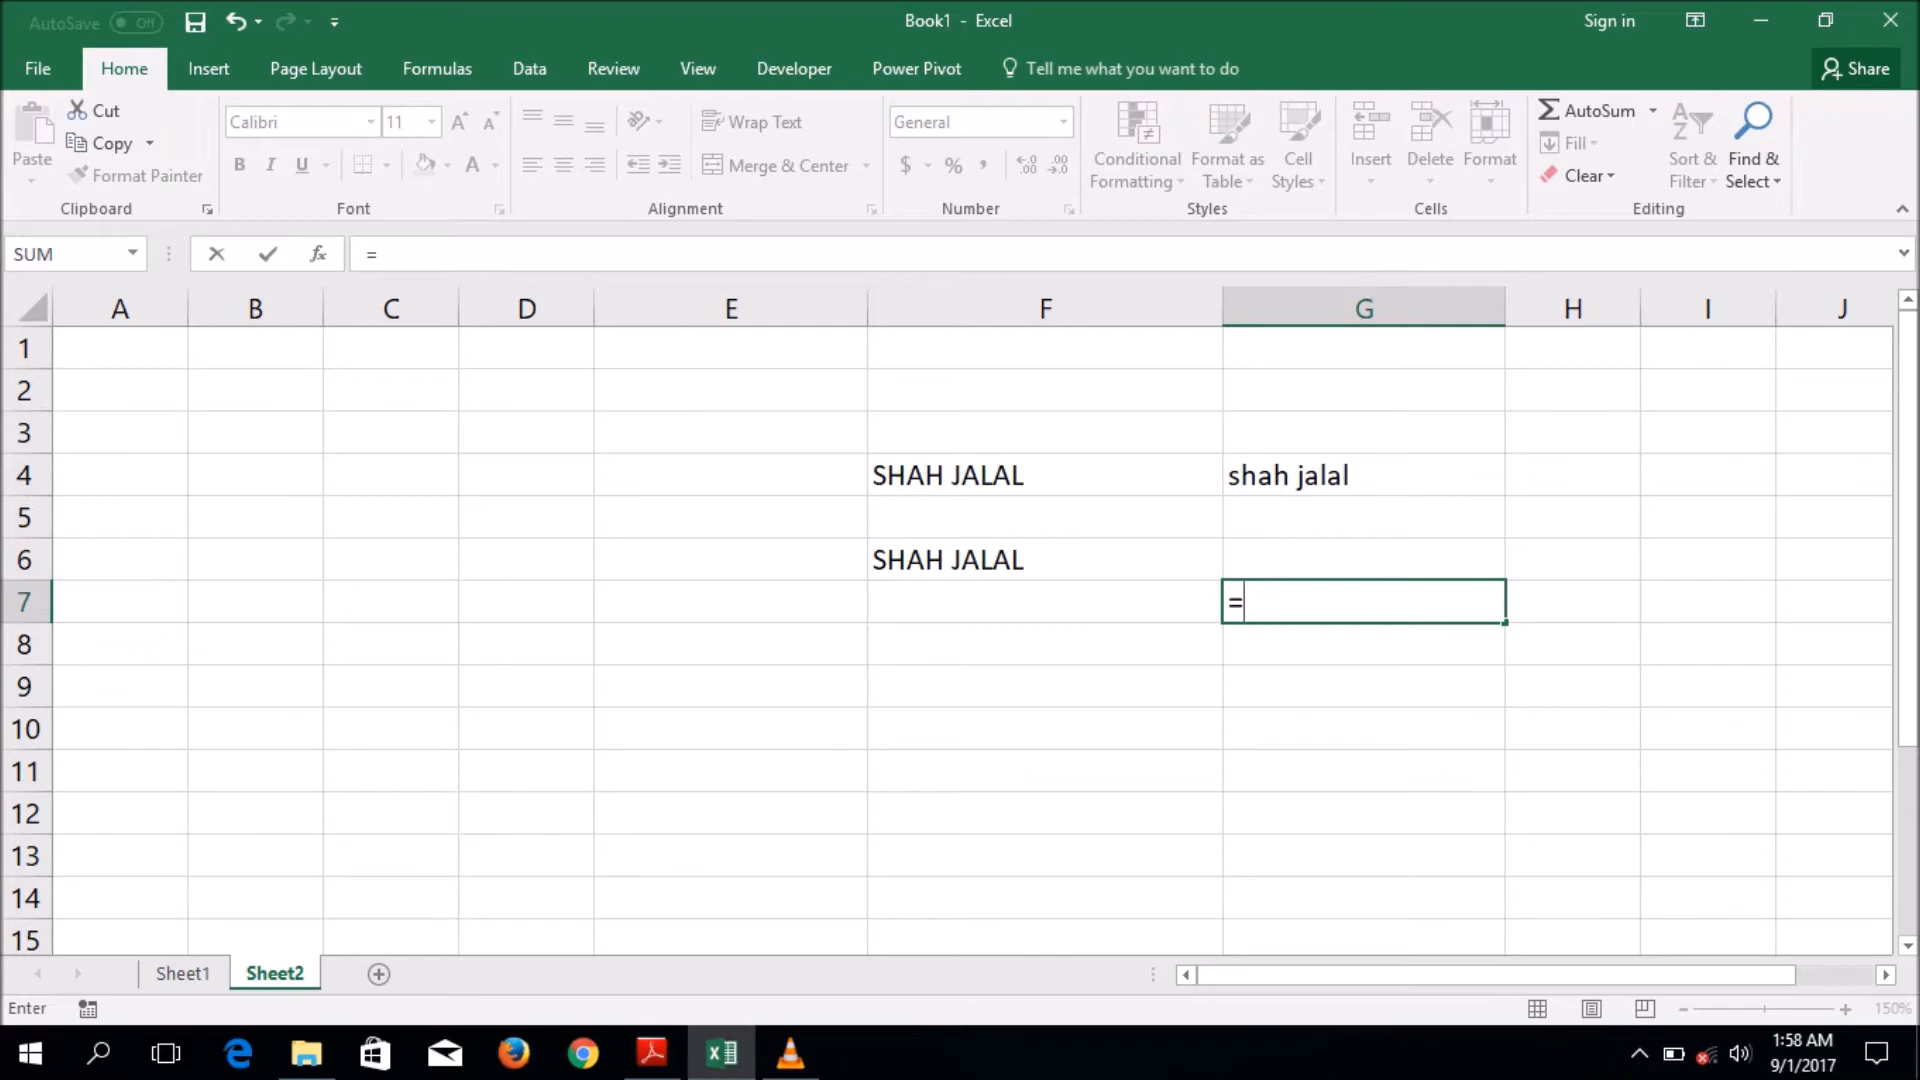 AutoSave Off Book1 - Excel Sign in
File Home Insert Page Layout Formulas Data Review View Developer Power Pivot Tell me what you want to do Share
Paste Cut Copy Format Painter
Calibri 11
B I U A
Wrap Text
Merge & Center
General
$ % ,
Conditional Formatting Format as Table Cell Styles
Insert Delete Format
AutoSum Fill Clear
Sort & Filter Find & Select
Clipboard Font Alignment Number Styles Cells Editing
SUM fx =
A B C D E F G H I J
1
2
3
4 SHAH JALAL shah jalal
5
6 SHAH JALAL
7 =
8
9
10
11
12
13
14
15
Sheet1 Sheet2
Enter 150%
1:58 AM
9/1/2017